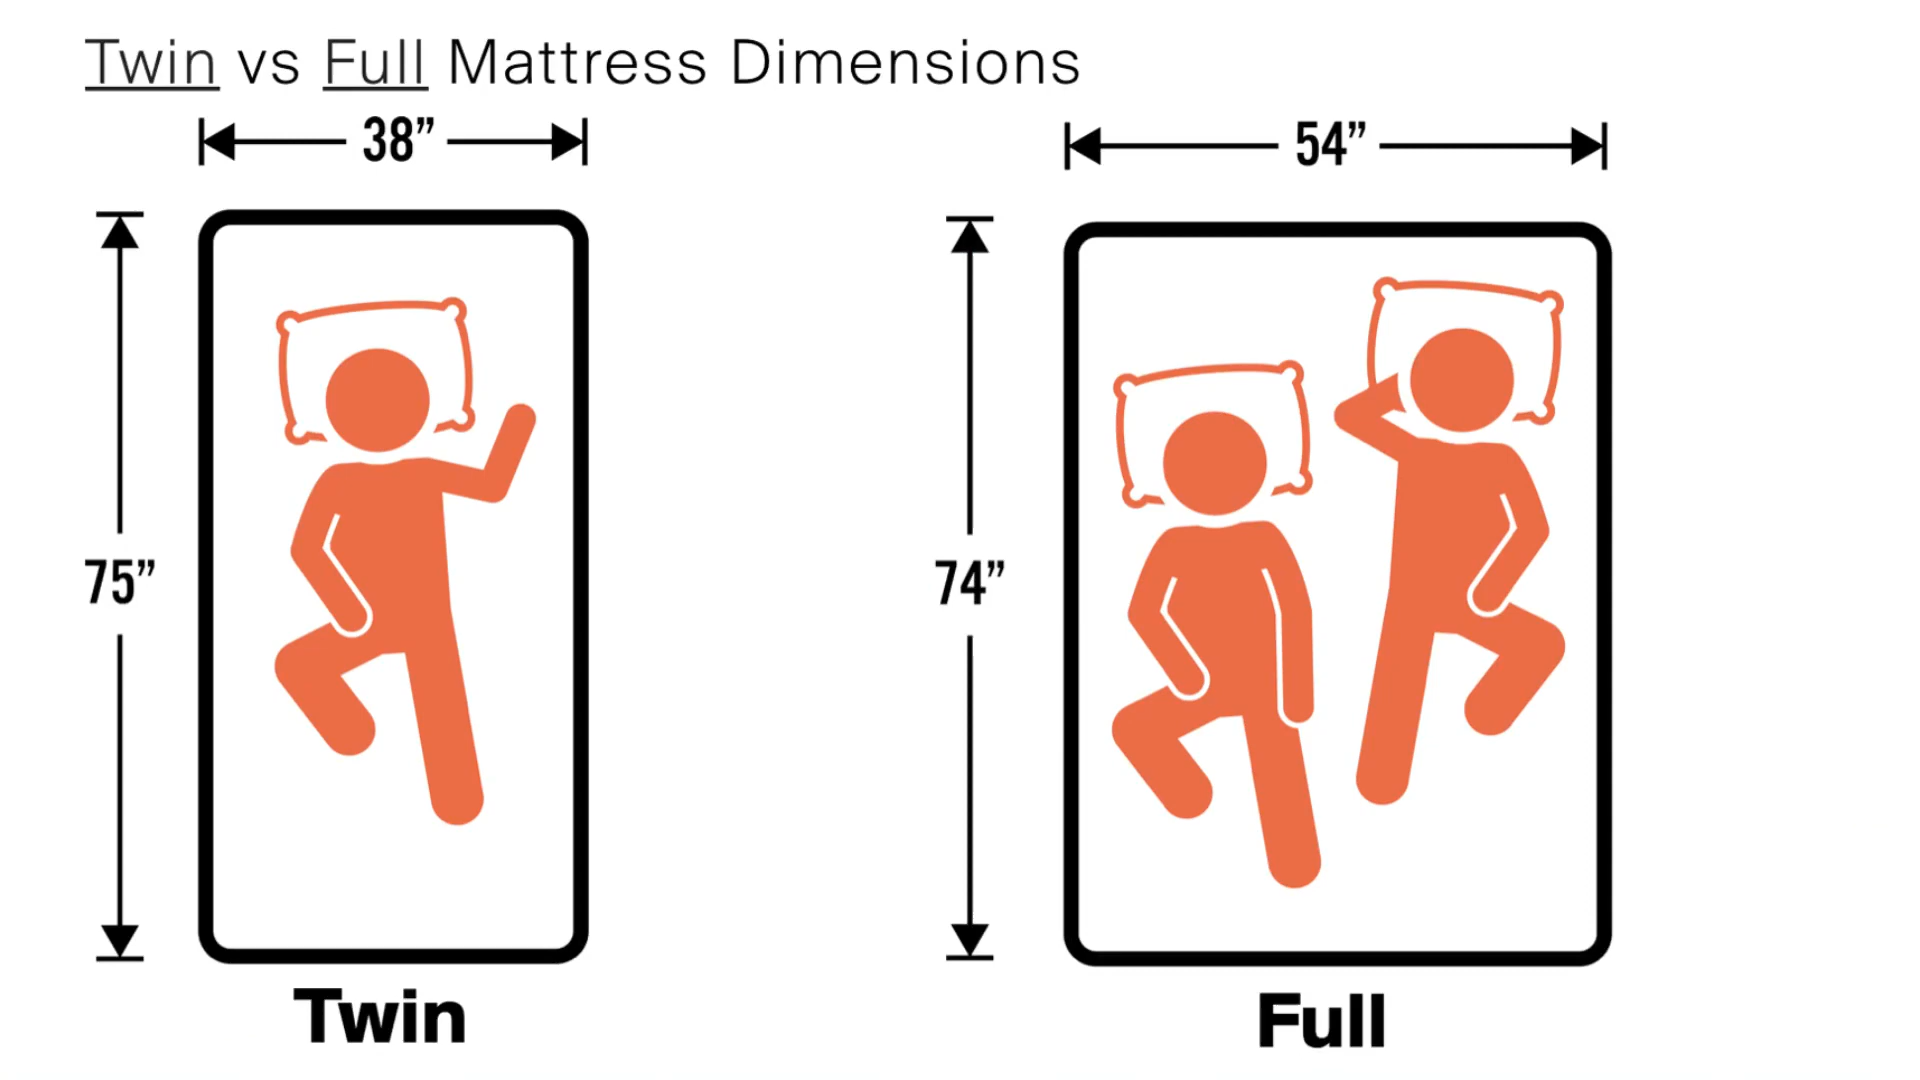 Twin vs Full Mattress Dimensions
38”
54”
75”
74”
Twin
Full